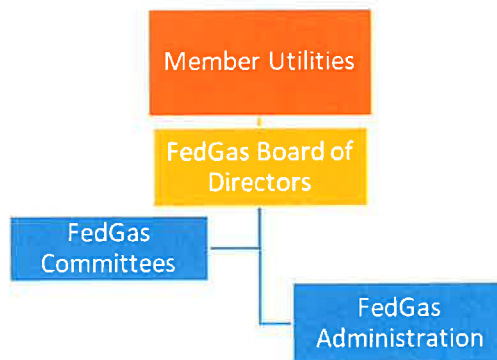 Member Utilities
FedGas Board of
Directors
FedGas
Committees
FedGas
Administration